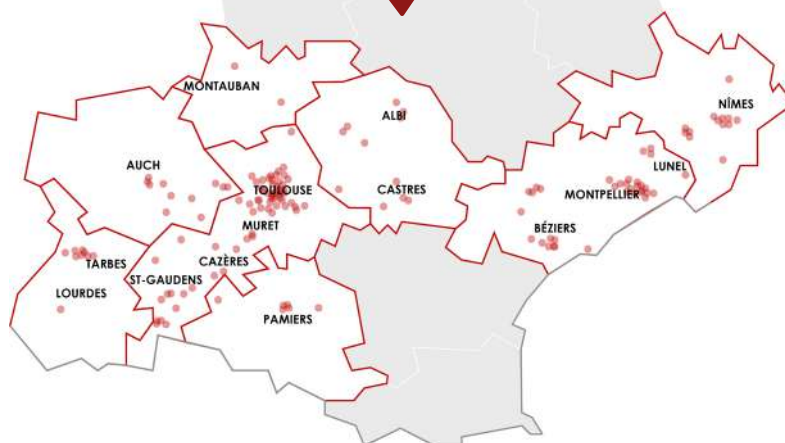 MONTAUBAN
ALBI
NÎMES
AUCH
TOULOUSE
CASTRES
LUNEL
MONTPELLIER
MURET
BÉZIERS
TARBES
CAZÈRES
ST-GAUDENS
LOURDES
PAMIERS